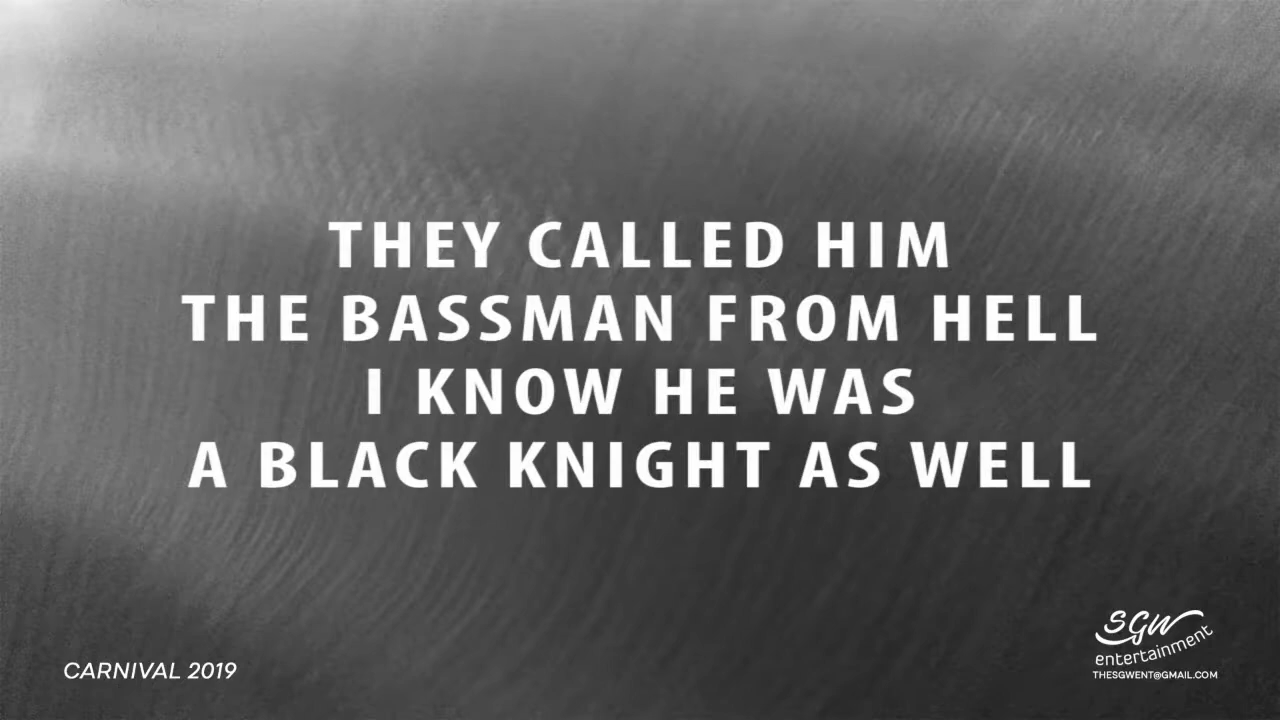 THEY CALLED HIM
THE BASSMAN FROM HELL
I KNOW HE WAS
A BLACK KNIGHT AS WELL
CARNIVAL 2019
SGW
entertainment
THESGWENT@GMAIL.COM